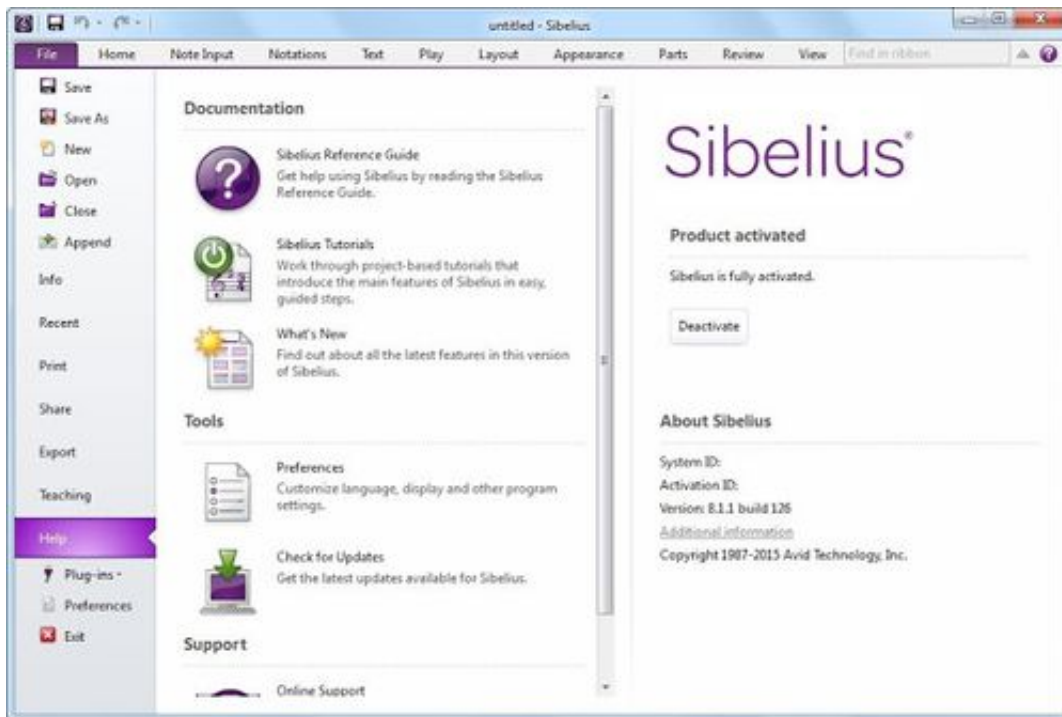 untitled - Sibelius
File Home Note Input Notations Text Play Layout Appearance Parts Review View Find in ribbon
Save
Save As
New
Open
Close
Append
Info
Recent
Print
Share
Export
Teaching
Help
Plug-ins
Preferences
Exit
Documentation
Sibelius Reference Guide
Get help using Sibelius by reading the Sibelius
Reference Guide.
Sibelius Tutorials
Work through project-based tutorials that
introduce the main features of Sibelius in easy,
guided steps.
What's New
Find out about all the latest features in this version
of Sibelius.
Tools
Preferences
Customize language, display and other program
settings.
Check for Updates
Get the latest updates available for Sibelius.
Support
Online Support
Sibelius®
Product activated
Sibelius is fully activated.
Deactivate
About Sibelius
System ID:
Activation ID:
Version: 8.1.1 build 126
Additional information
Copyright 1987-2015 Avid Technology, Inc.